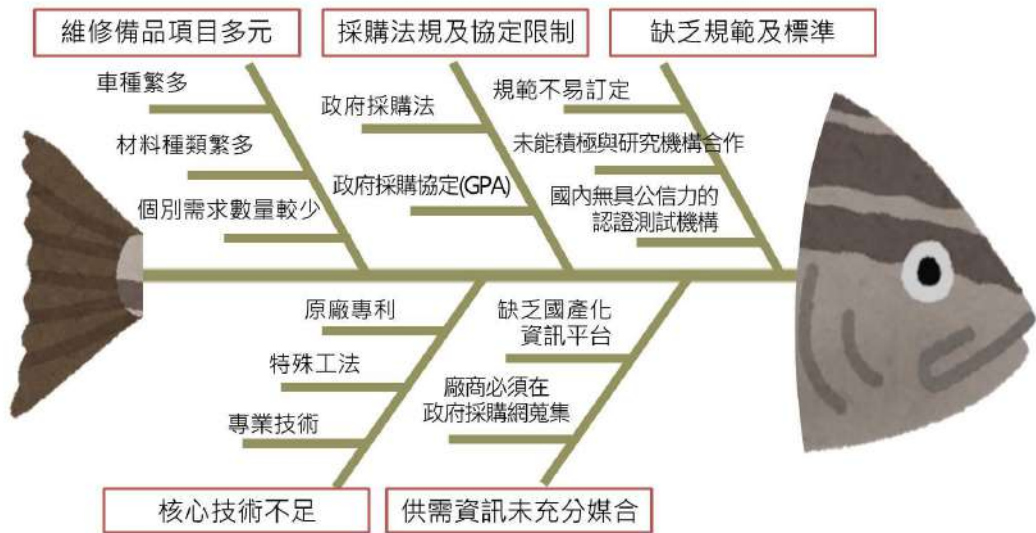 維修備品項目多元
採購法規及協定限制
缺乏規範及標準
車種繁多
材料種類繁多
個別需求數量較少
政府採購法
政府採購協定(GPA)
規範不易訂定
未能積極與研究機構合作
國內無具公信力的
認證測試機構
原廠專利
特殊工法
專業技術
缺乏國產化
資訊平台
廠商必須在
政府採購網蒐集
核心技術不足
供需資訊未充分媒合